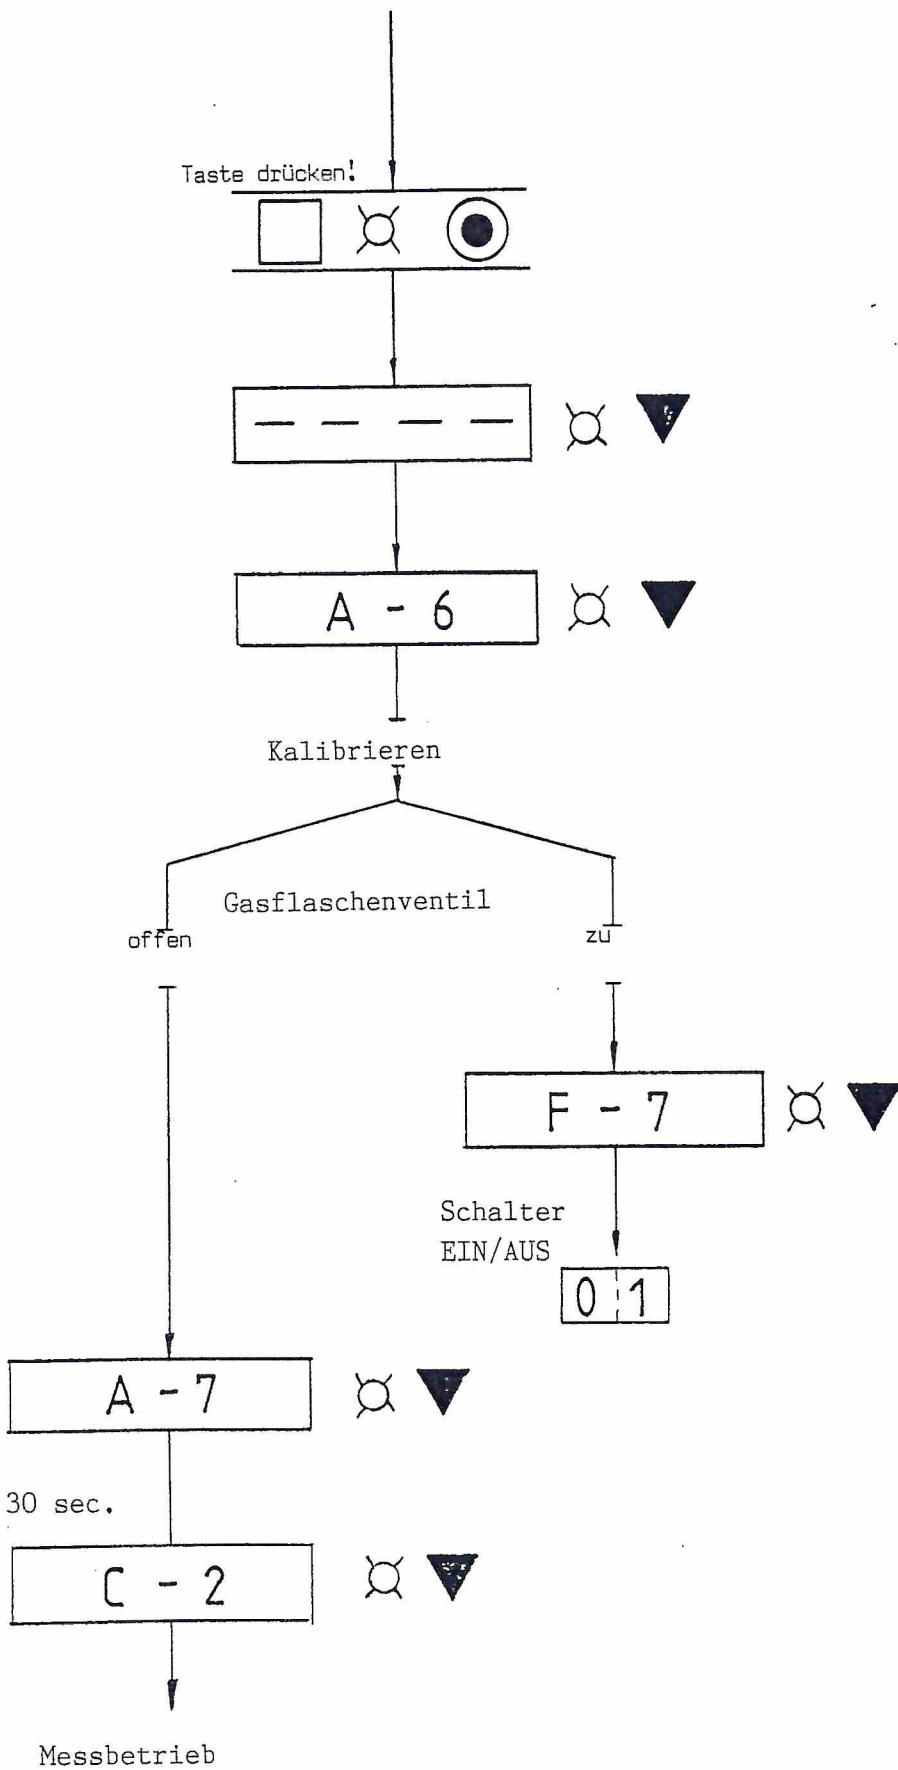 Taste drücken!
— — — —
A - 6
Kalibrieren
Gasflaschenventil
offen
zu
F - 7
Schalter
EIN/AUS
0 1
A - 7
30 sec.
C - 2
Messbetrieb